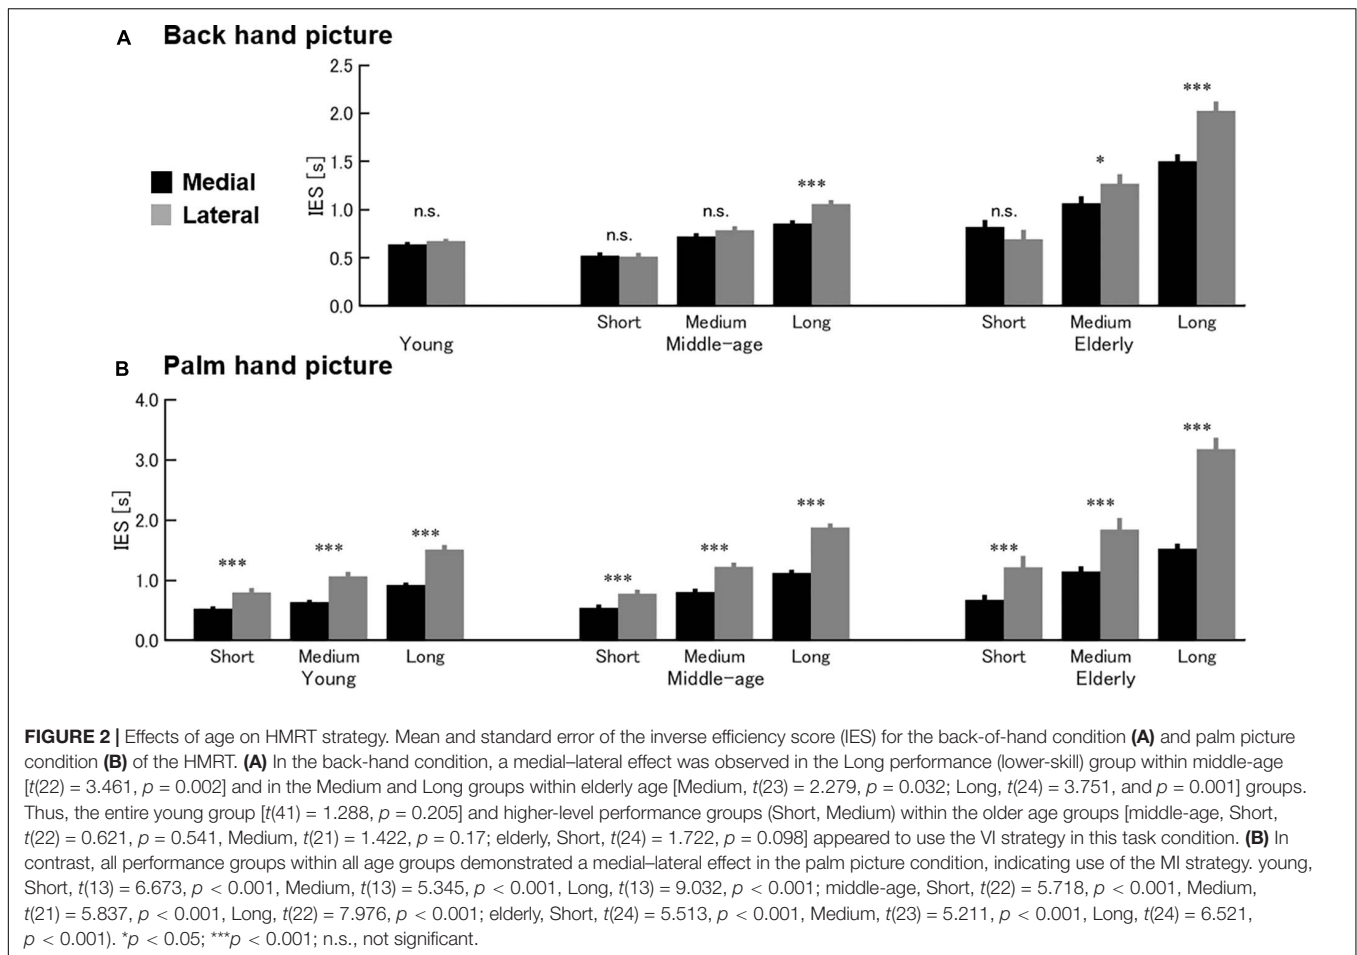 A Back hand picture
2.5
2.0
1.5
1.0
0.5
0.0
IES [s]
Medial
Lateral
n.s.
n.s.
n.s.
***
n.s.
*
***
Short Medium Long Short Medium Long
Young Middle-age Elderly
B Palm hand picture
4.0
3.0
2.0
1.0
0.0
IES [s]
***
***
***
***
***
***
***
***
***
Short Medium Long Short Medium Long Short Medium Long
Young Middle-age Elderly
FIGURE 2 | Effects of age on HMRT strategy. Mean and standard error of the inverse efficiency score (IES) for the back-of-hand condition (A) and palm picture
condition (B) of the HMRT. (A) In the back-hand condition, a medial–lateral effect was observed in the Long performance (lower-skill) group within middle-age
[t(22) = 3.461, p = 0.002] and in the Medium and Long groups within elderly age [Medium, t(23) = 2.279, p = 0.032; Long, t(24) = 3.751, and p = 0.001] groups.
Thus, the entire young group [t(41) = 1.288, p = 0.205] and higher-level performance groups (Short, Medium) within the older age groups [middle-age, Short,
t(22) = 0.621, p = 0.541, Medium, t(21) = 1.422, p = 0.17; elderly, Short, t(24) = 1.722, p = 0.098] appeared to use the VI strategy in this task condition. (B) In
contrast, all performance groups within all age groups demonstrated a medial–lateral effect in the palm picture condition, indicating use of the MI strategy. young,
Short, t(13) = 6.673, p < 0.001, Medium, t(13) = 5.345, p < 0.001, Long, t(13) = 9.032, p < 0.001; middle-age, Short, t(22) = 5.718, p < 0.001, Medium,
t(21) = 5.837, p < 0.001, Long, t(22) = 7.976, p < 0.001; elderly, Short, t(24) = 5.513, p < 0.001, Medium, t(23) = 5.211, p < 0.001, Long, t(24) = 6.521,
p < 0.001). *p < 0.05; ***p < 0.001; n.s., not significant.